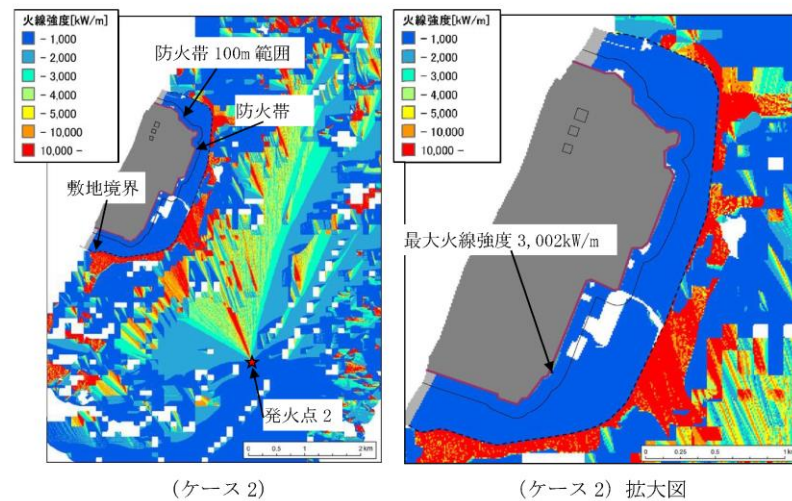 火線強度[kW/m]
- 1,000
- 2,000
- 3,000
- 4,000
- 5,000
- 10,000
10,000 -
防火帯 100m 範囲
防火帯
敷地境界
発火点 2
0 0.5 1 2 km
(ケース 2)
火線強度[kW/m]
- 1,000
- 2,000
- 3,000
- 4,000
- 5,000
- 10,000
10,000 -
最大火線強度 3,002kW/m
0 0.25 0.5 1 k
(ケース 2) 拡大図